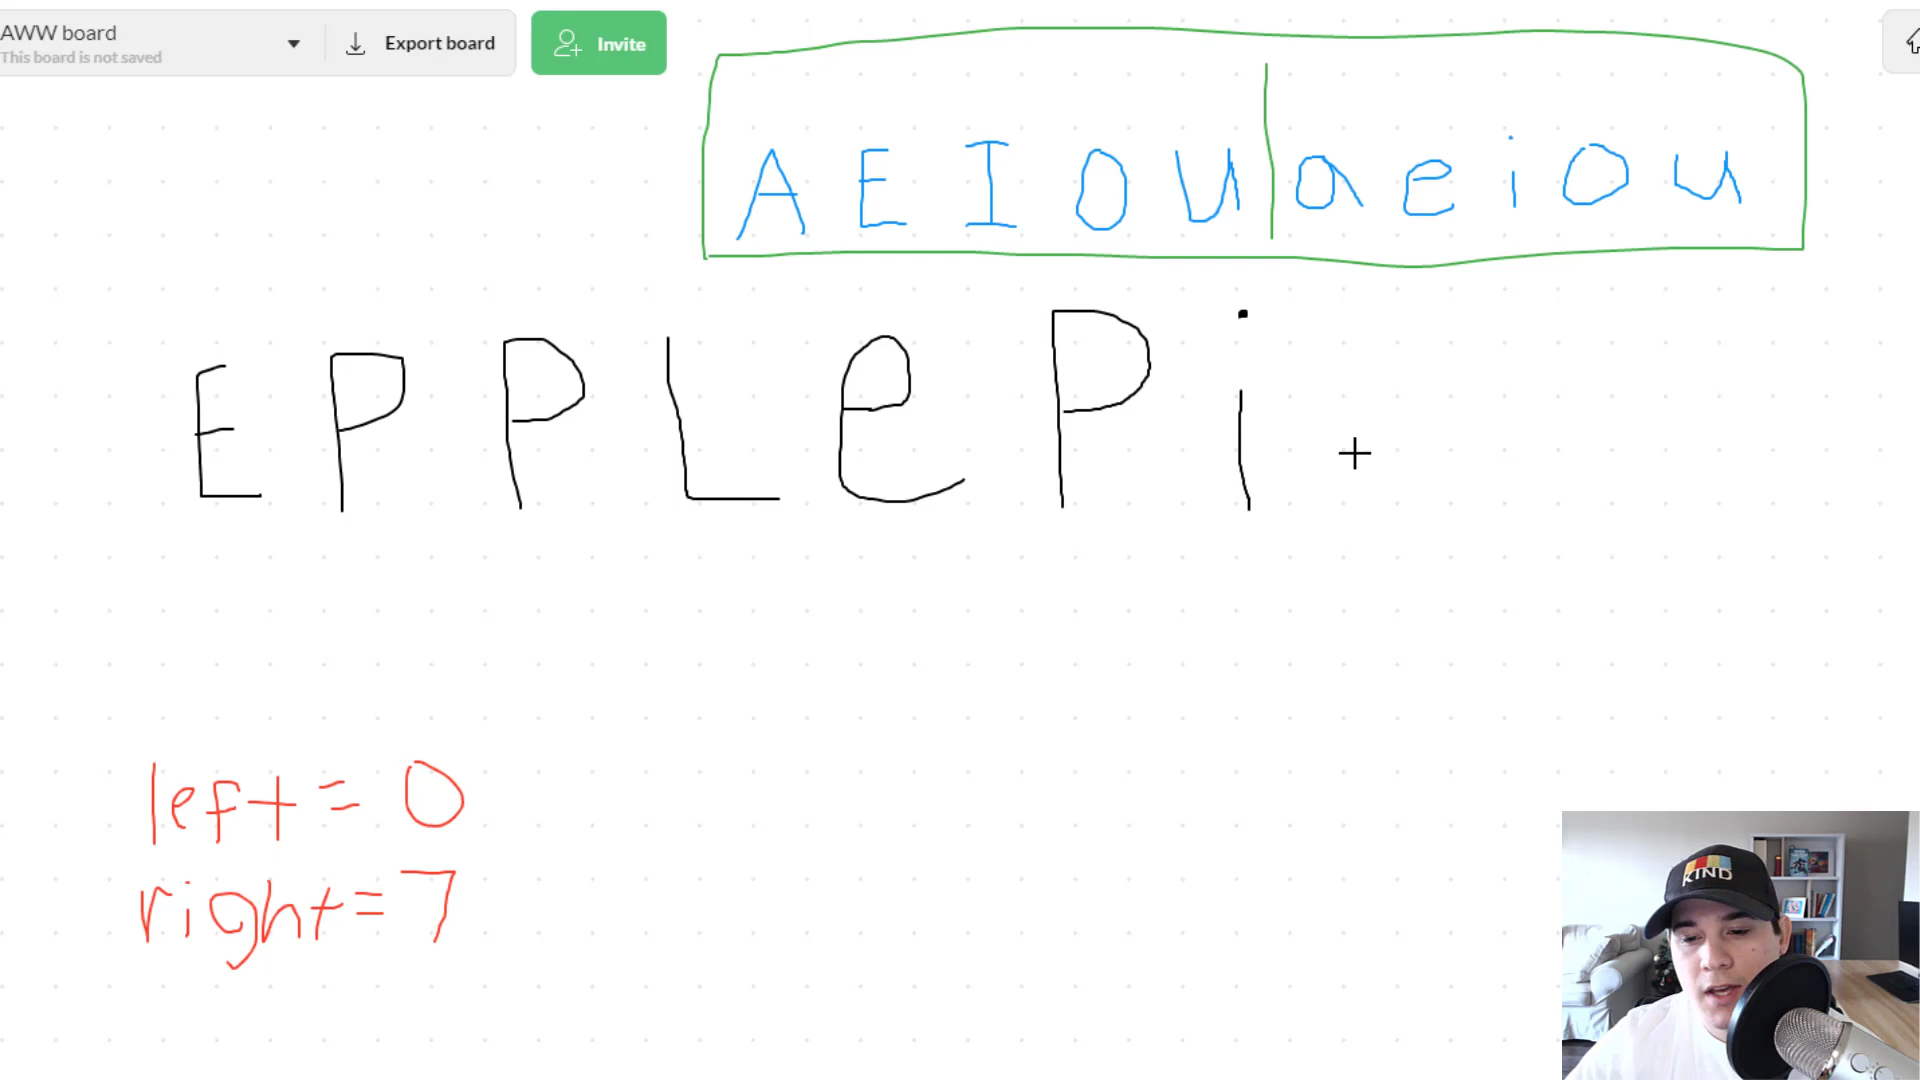 AWW board
This board is not saved
Export board
Invite
A E I O U a e i o u
E P P L e P i
left = 0
right = 7
KIND